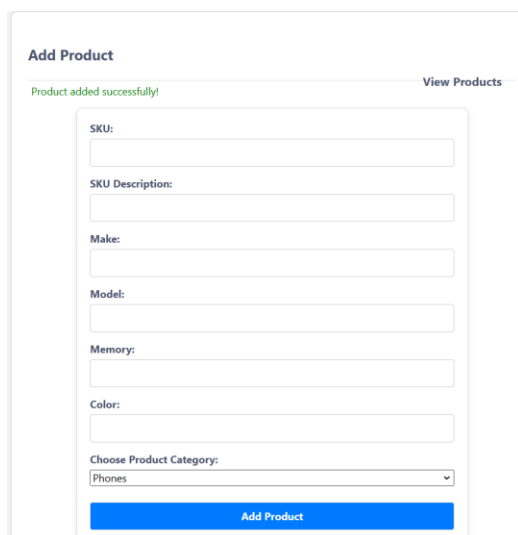 Add Product
View Products
Product added successfully!
SKU:
SKU Description:
Make:
Model:
Memory:
Color:
Choose Product Category:
Phones
Add Product